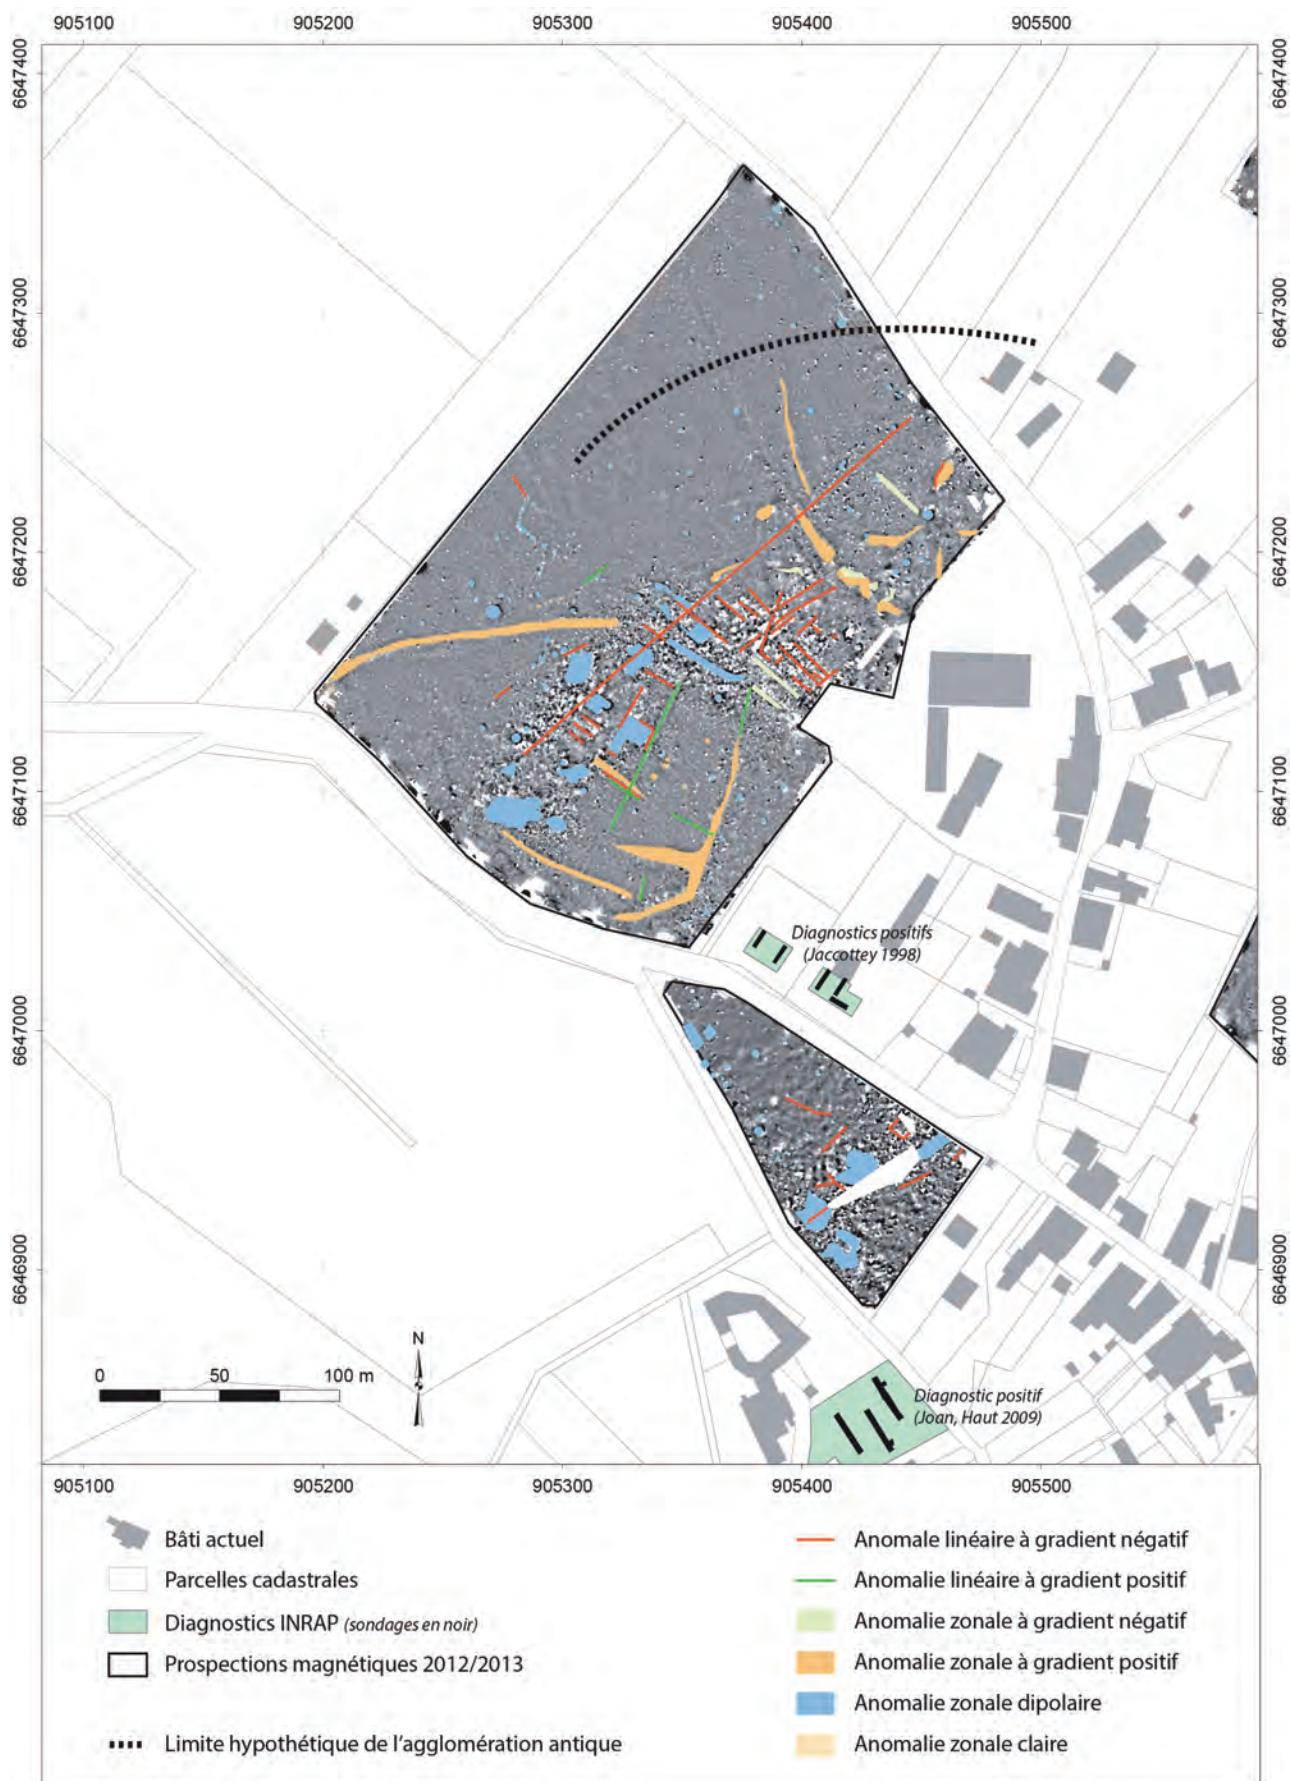 905100 905200 905300 905400 905500
6647400 6647400
6647300 6647300
6647200 6647200
6647100 6647100
Diagnostics positifs
(Jaccottey 1998)
6647000 6647000
6646900 6646900
N
0 50 100 m
Diagnostic positif
(Joan, Haut 2009)
905100 905200 905300 905400 905500
Bâti actuel
Parcelles cadastrales
Diagnostics INRAP (sondages en noir)
Prospections magnétiques 2012/2013
Limite hypothétique de l'agglomération antique
Anomale linéaire à gradient négatif
Anomalie linéaire à gradient positif
Anomalie zonale à gradient négatif
Anomalie zonale à gradient positif
Anomalie zonale dipolaire
Anomalie zonale claire